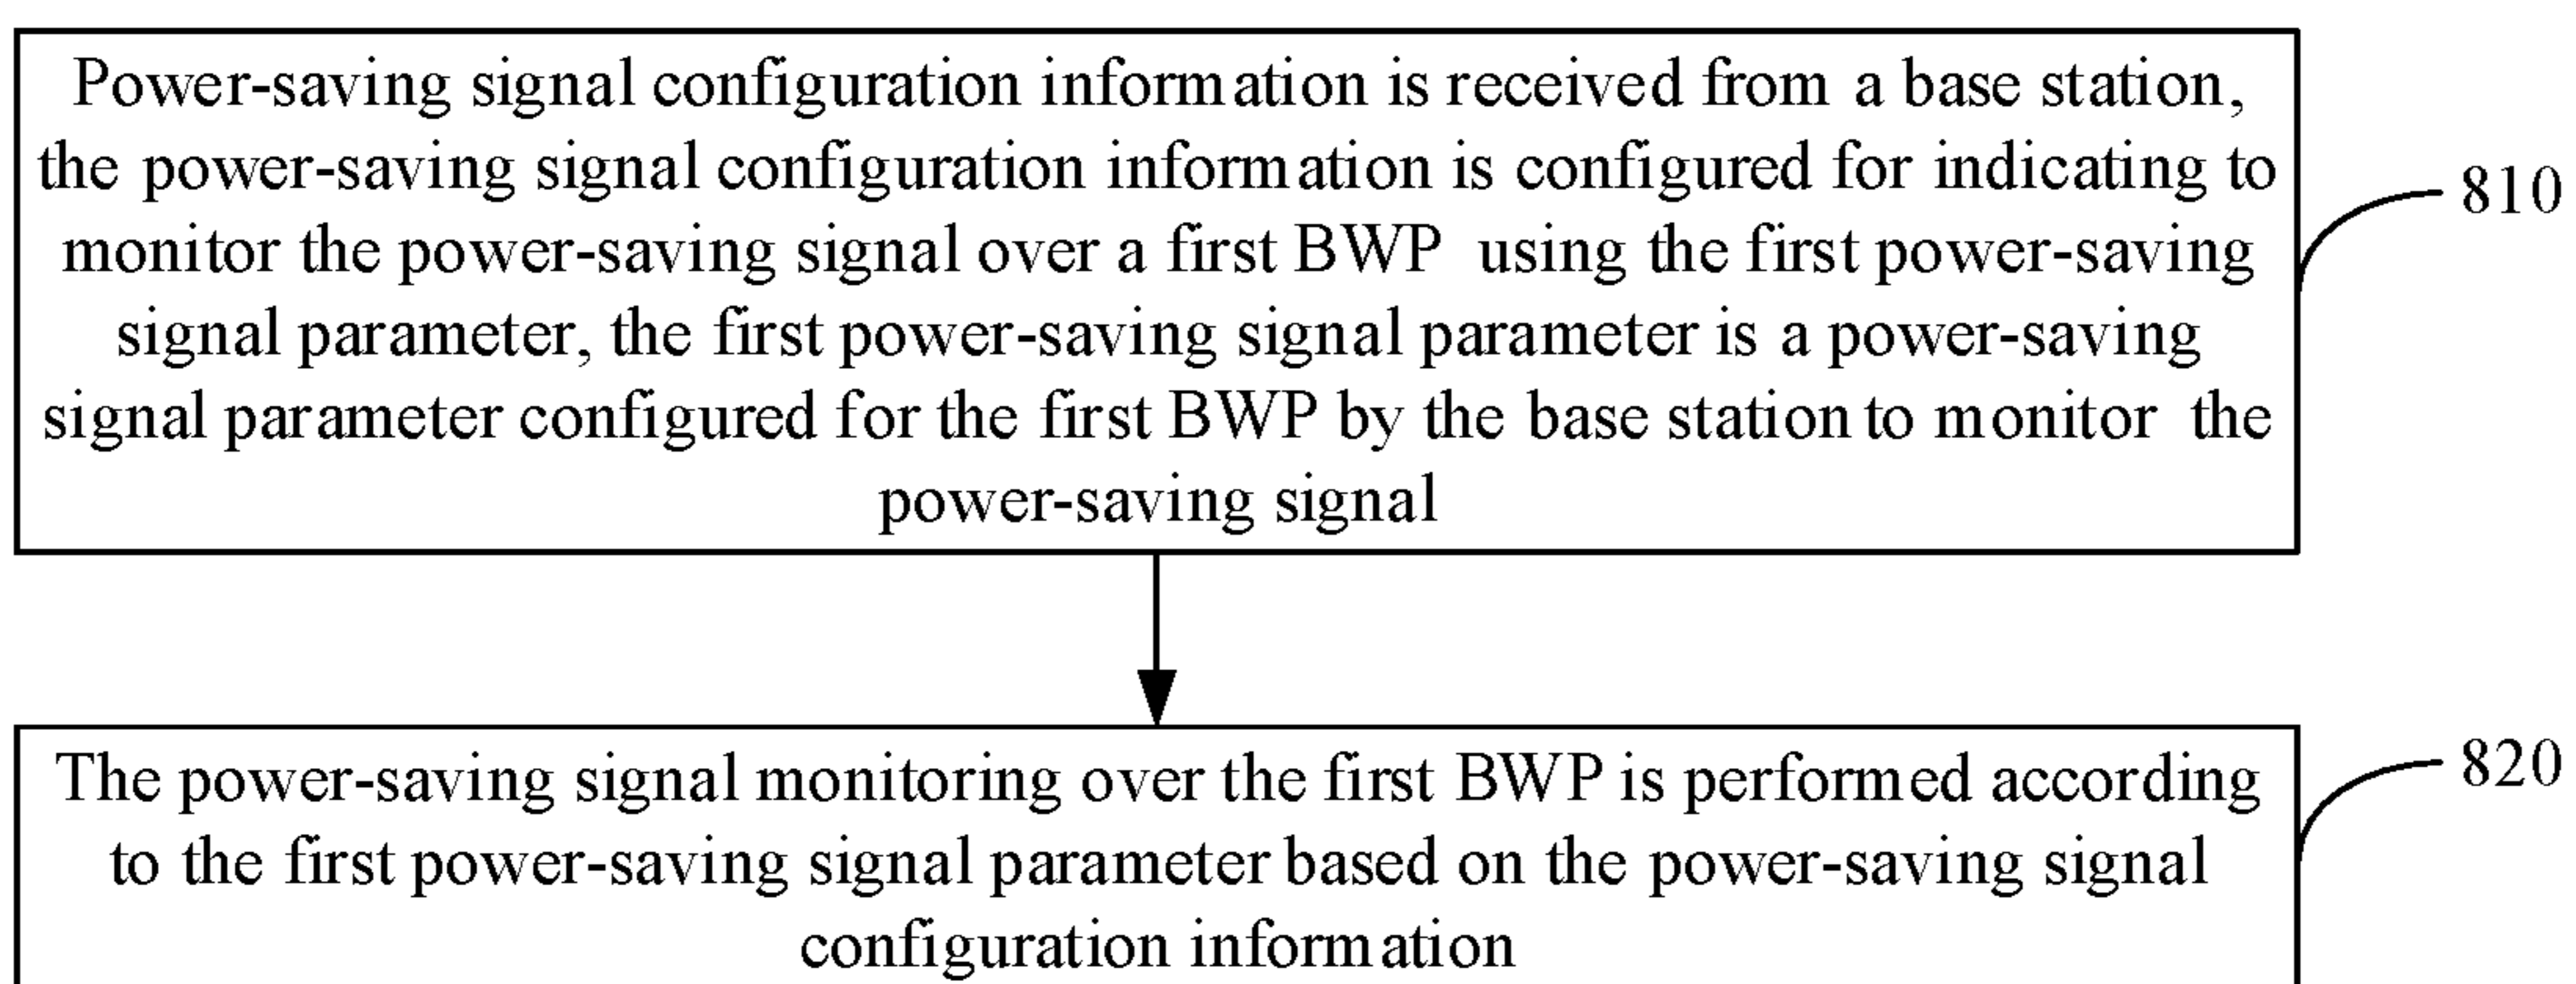 Power-saving signal configuration information is received from a base station,
the power-saving signal configuration information is configured for indicating to
monitor the power-saving signal over a first BWP using the first power-saving
signal parameter, the first power-saving signal parameter is a power-saving
signal parameter configured for the first BWP by the base station to monitor the
power-saving signal
810
The power-saving signal monitoring over the first BWP is performed according
to the first power-saving signal parameter based on the power-saving signal
configuration information
820